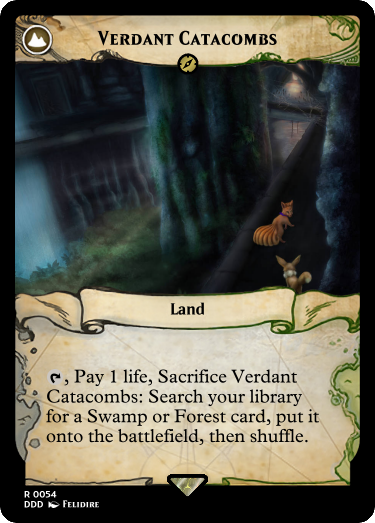 Verdant Catacombs
Land
, Pay 1 life, Sacrifice Verdant
Catacombs: Search your library
for a Swamp or Forest card, put it
onto the battlefield, then shuffle.
R 0054
DDD Felidire